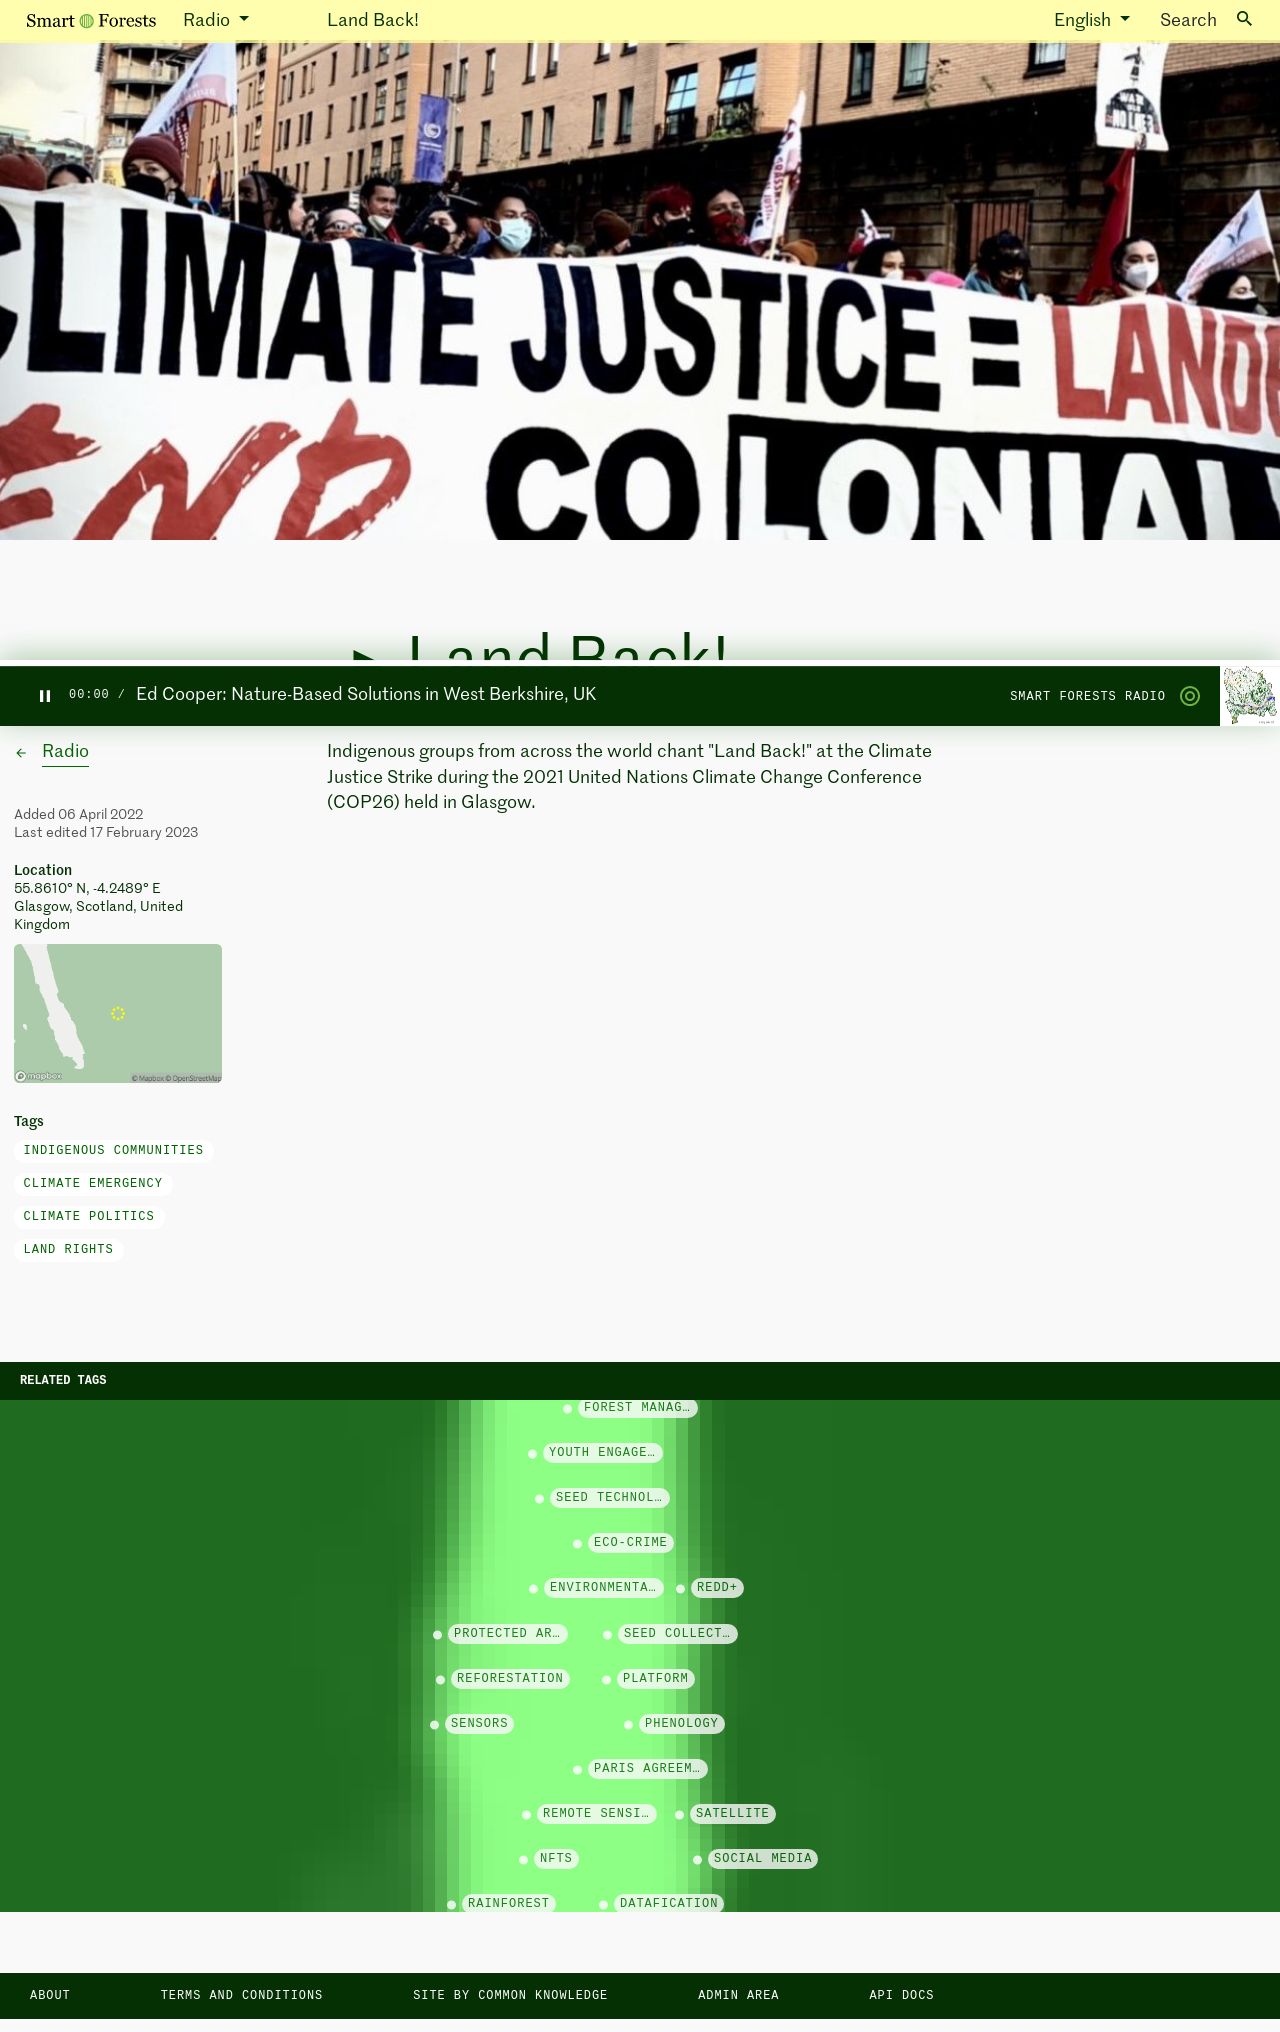 Smart Forests Radio Land Back! English Search
CLIMATE JUSTICE = LAND
END COLONIAL
Land Back!
00:00 / Ed Cooper: Nature-Based Solutions in West Berkshire, UK SMART FORESTS RADIO
← Radio
Indigenous groups from across the world chant "Land Back!" at the Climate
Justice Strike during the 2021 United Nations Climate Change Conference
(COP26) held in Glasgow.
Added 06 April 2022
Last edited 17 February 2023
Location
55.8610° N, -4.2489° E
Glasgow, Scotland, United
Kingdom
mapbox © Mapbox © OpenStreetMap
Tags
INDIGENOUS COMMUNITIES
CLIMATE EMERGENCY
CLIMATE POLITICS
LAND RIGHTS
RELATED TAGS
FOREST MANAG…
YOUTH ENGAGE…
SEED TECHNOL…
ECO-CRIME
ENVIRONMENTA… REDD+
PROTECTED AR… SEED COLLECT…
REFORESTATION PLATFORM
SENSORS PHENOLOGY
PARIS AGREEM…
REMOTE SENSI… SATELLITE
NFTS SOCIAL MEDIA
RAINFOREST DATAFICATION
ABOUT TERMS AND CONDITIONS SITE BY COMMON KNOWLEDGE ADMIN AREA API DOCS